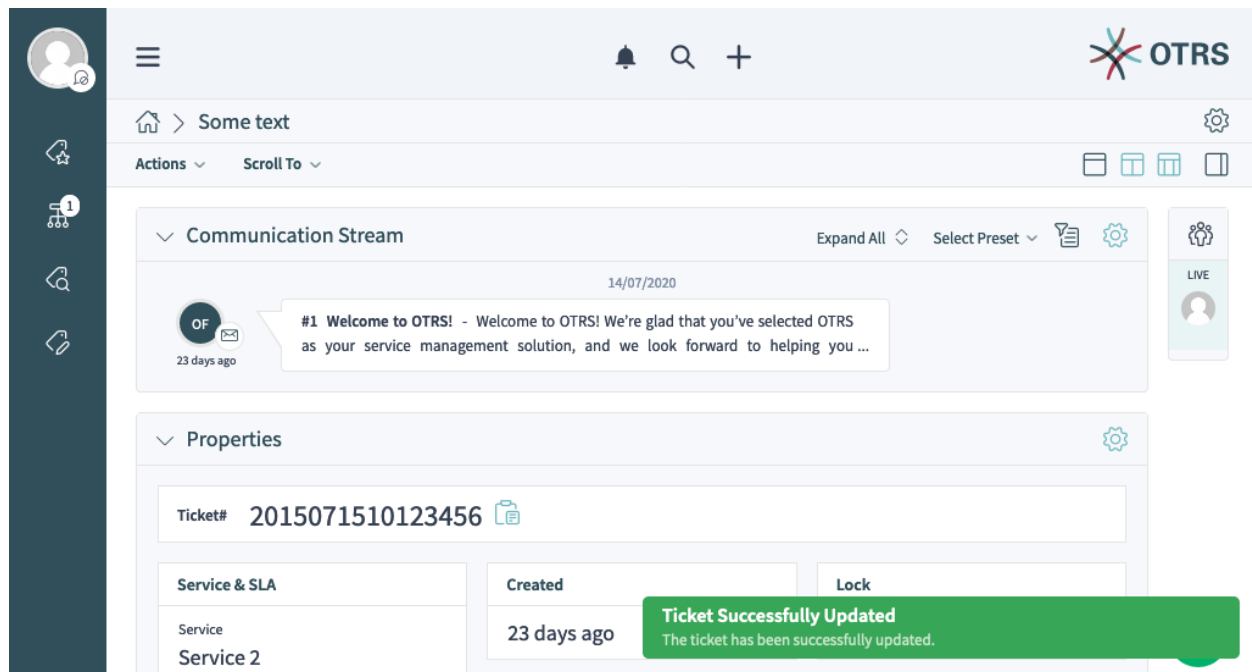 OTRS
Some text
Actions
Scroll To
1
Communication Stream
Expand All
Select Preset
LIVE
14/07/2020
OF
#1 Welcome to OTRS! - Welcome to OTRS! We're glad that you've selected OTRS
as your service management solution, and we look forward to helping you ...
23 days ago
Properties
Ticket# 2015071510123456
Service & SLA
Created
Lock
Service
Service 2
23 days ago
Ticket Successfully Updated
The ticket has been successfully updated.